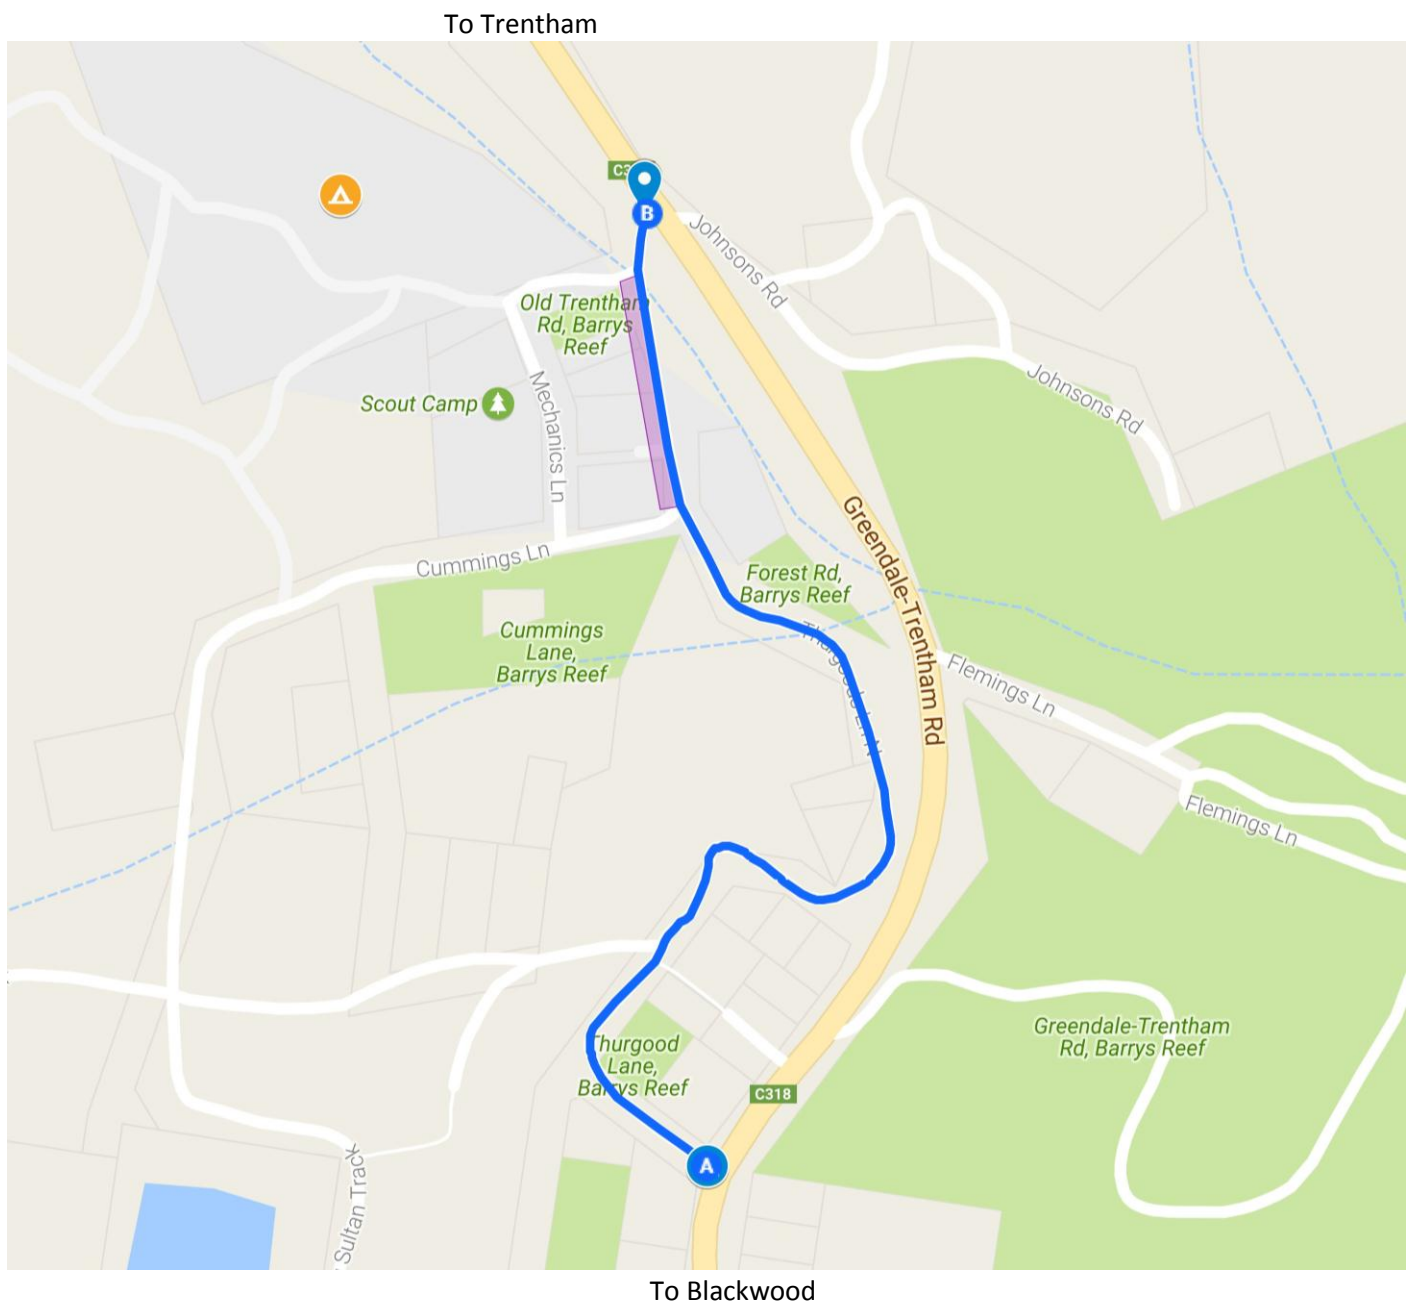 To Trentham
B
Johnsons Rd
Old Trentham
Rd, Barrys
Reef
Johnsons Rd
Scout Camp
Mechanics Ln
Greendale-Trentham Rd
Cummings Ln
Forest Rd,
Barrys Reef
Cummings
Lane,
Barrys Reef
Thurgoods Ln N
Flemings Ln
Flemings Ln
Greendale-Trentham
Rd, Barrys Reef
Thurgood
Lane,
Barrys Reef
C318
A
Sultan Track
To Blackwood